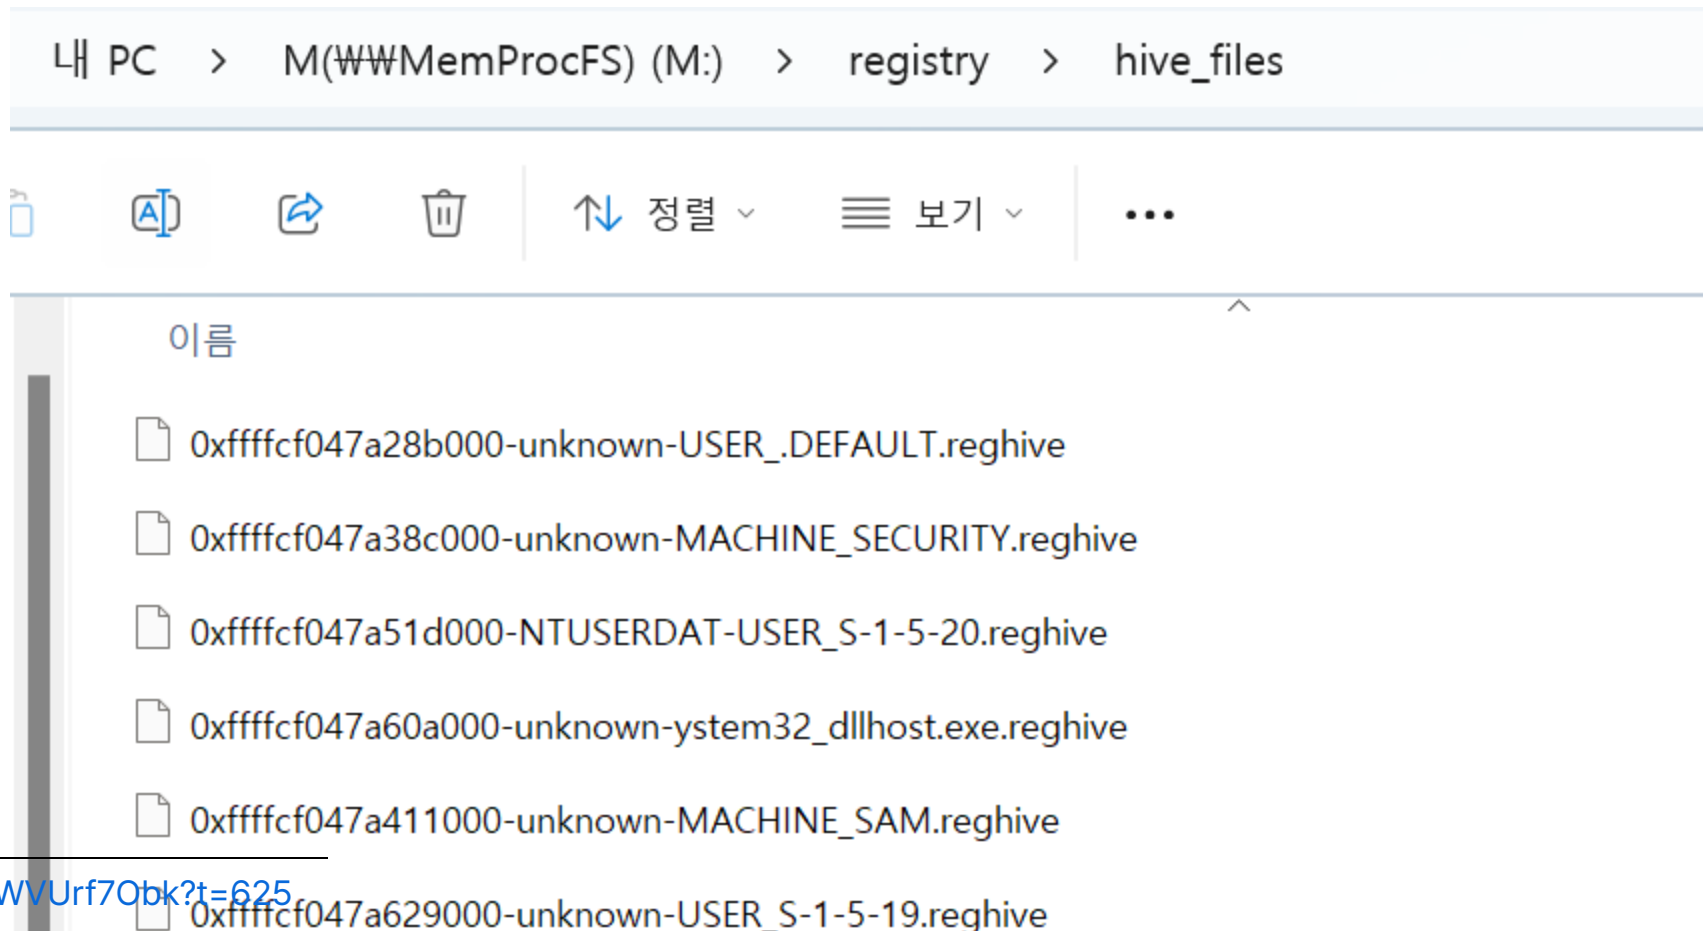 내 PC > M(₩₩MemProcFS) (M:) > registry > hive_files
정렬 보기
이름
0xffffcf047a28b000-unknown-USER_.DEFAULT.reghive
0xffffcf047a38c000-unknown-MACHINE_SECURITY.reghive
0xffffcf047a51d000-NTUSERDAT-USER_S-1-5-20.reghive
0xffffcf047a60a000-unknown-ystem32_dllhost.exe.reghive
0xffffcf047a411000-unknown-MACHINE_SAM.reghive
WVUrf7Obk?t=625
0xffffcf047a629000-unknown-USER_S-1-5-19.reghive